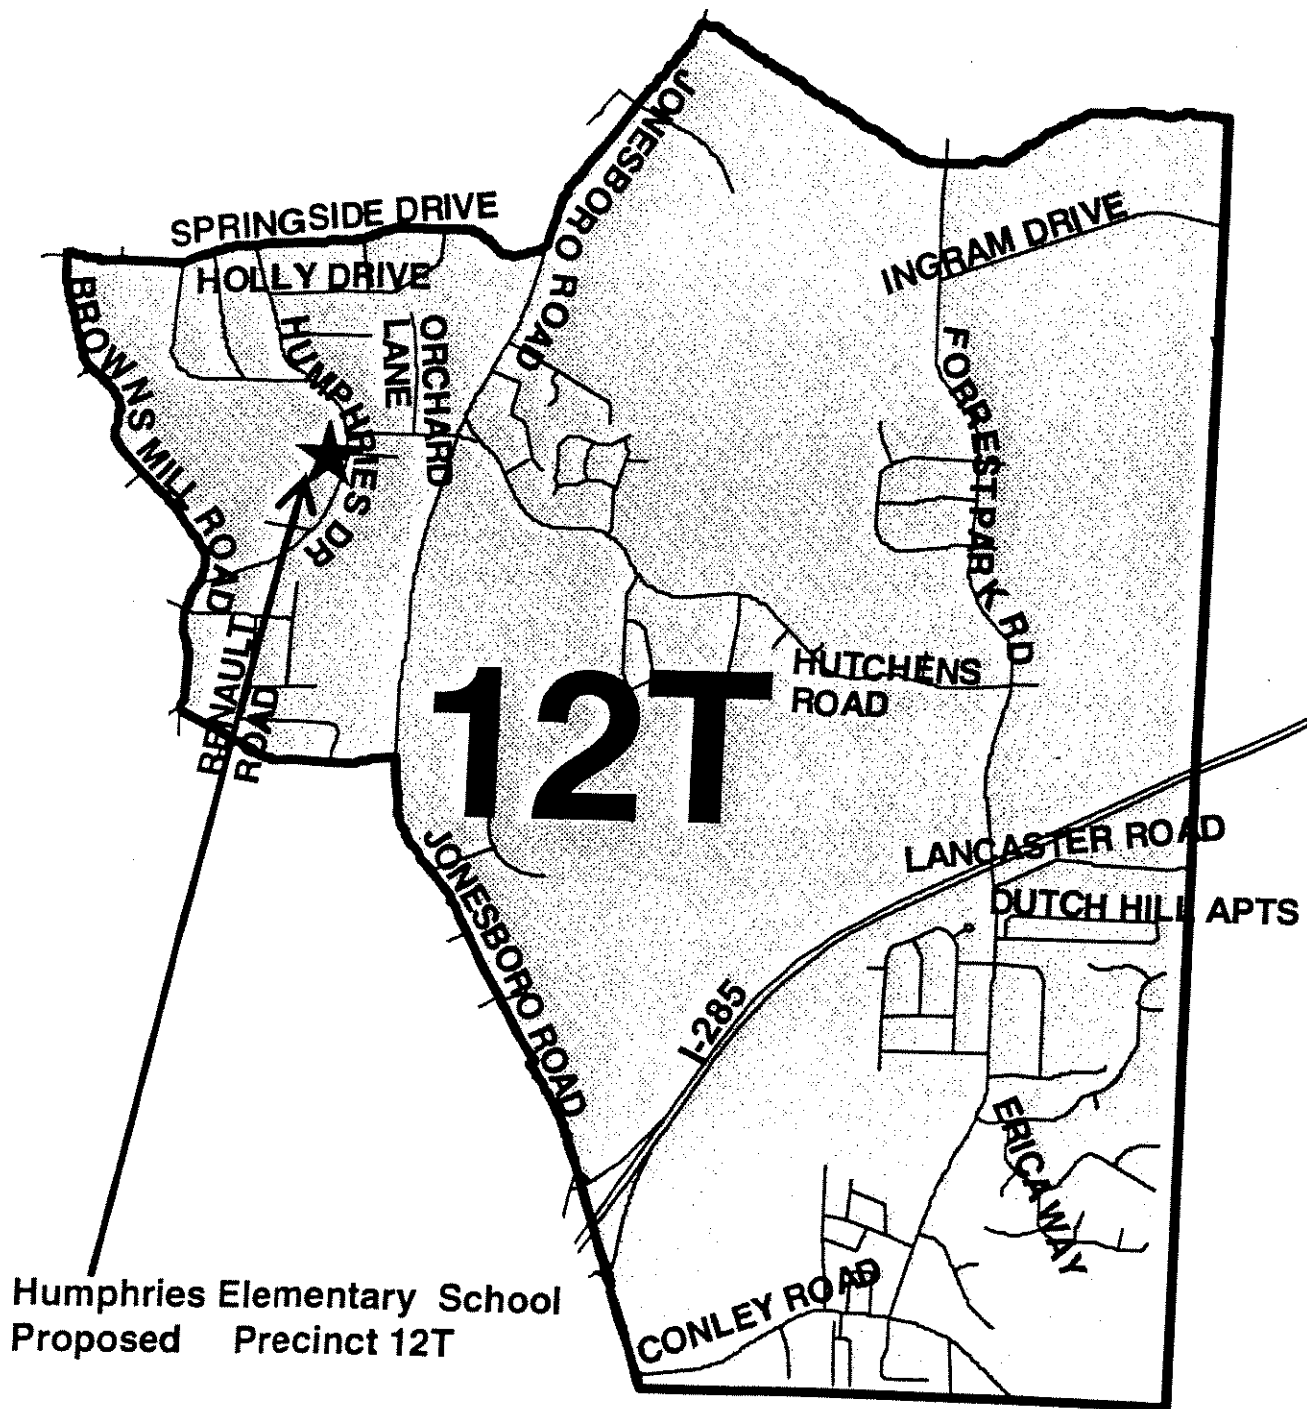 JONESBORO ROAD
SPRINGSIDE DRIVE
INGRAM DRIVE
HOLLY DRIVE
BROWNS MILL ROAD
HUMPHRIES DR
ORCHARD
LANE
FORREST PARK RD
HUTCHENS
ROAD
RENAULT
ROAD
12T
LANCASTER ROAD
DUTCH HILL APTS
JONESBORO ROAD
I-285
ERICA WAY
CONLEY ROAD
Humphries Elementary School
Proposed Precinct 12T